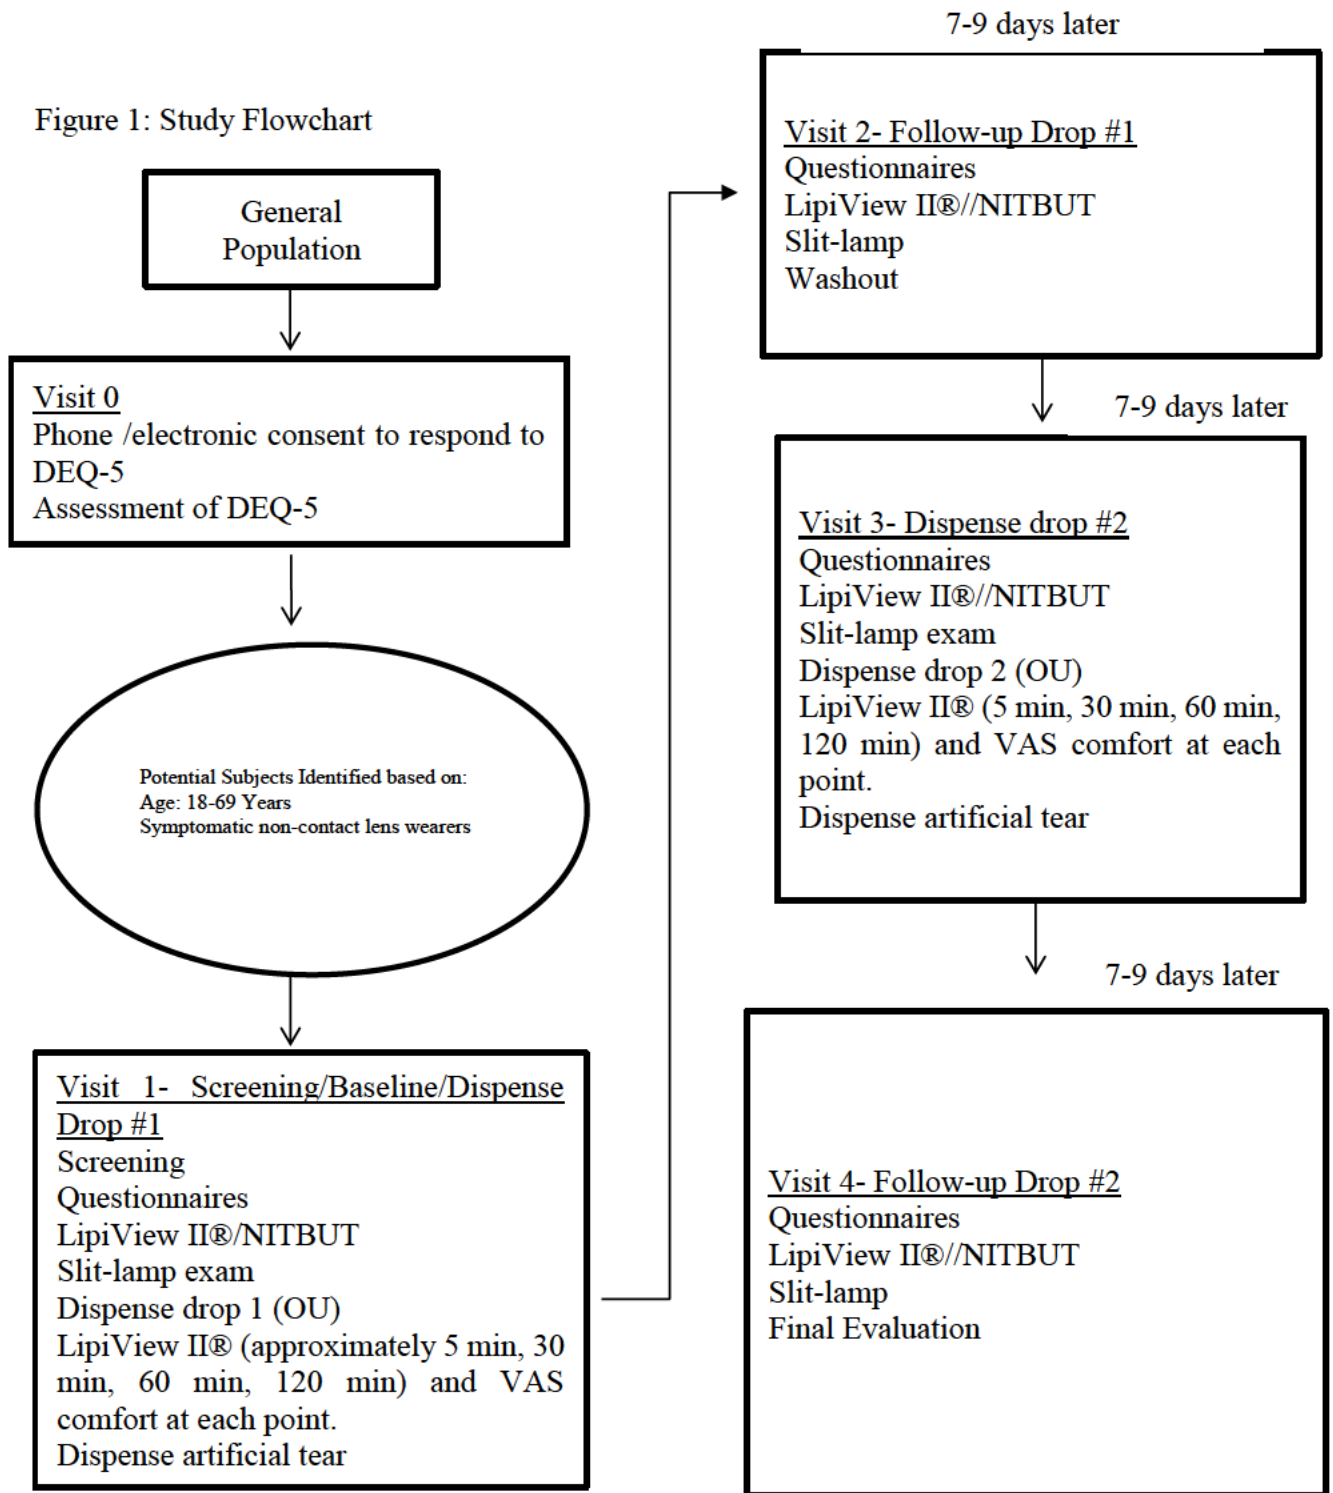 Figure 1: Study Flowchart
General
Population
Visit 0
Phone /electronic consent to respond to
DEQ-5
Assessment of DEQ-5
Potential Subjects Identified based on:
Age: 18-69 Years
Symptomatic non-contact lens wearers
Visit 1- Screening/Baseline/Dispense
Drop #1
Screening
Questionnaires
LipiView II®/NITBUT
Slit-lamp exam
Dispense drop 1 (OU)
LipiView II® (approximately 5 min, 30
min, 60 min, 120 min) and VAS
comfort at each point.
Dispense artificial tear
7-9 days later
Visit 2- Follow-up Drop #1
Questionnaires
LipiView II®//NITBUT
Slit-lamp
Washout
7-9 days later
Visit 3- Dispense drop #2
Questionnaires
LipiView II®//NITBUT
Slit-lamp exam
Dispense drop 2 (OU)
LipiView II® (5 min, 30 min, 60 min,
120 min) and VAS comfort at each
point.
Dispense artificial tear
7-9 days later
Visit 4- Follow-up Drop #2
Questionnaires
LipiView II®//NITBUT
Slit-lamp
Final Evaluation